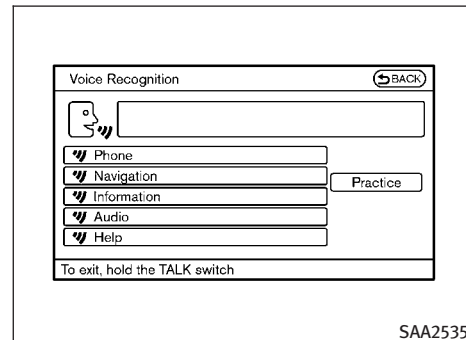 Voice Recognition
BACK
Phone
Navigation
Practice
Information
Audio
Help
To exit, hold the TALK switch
SAA2535